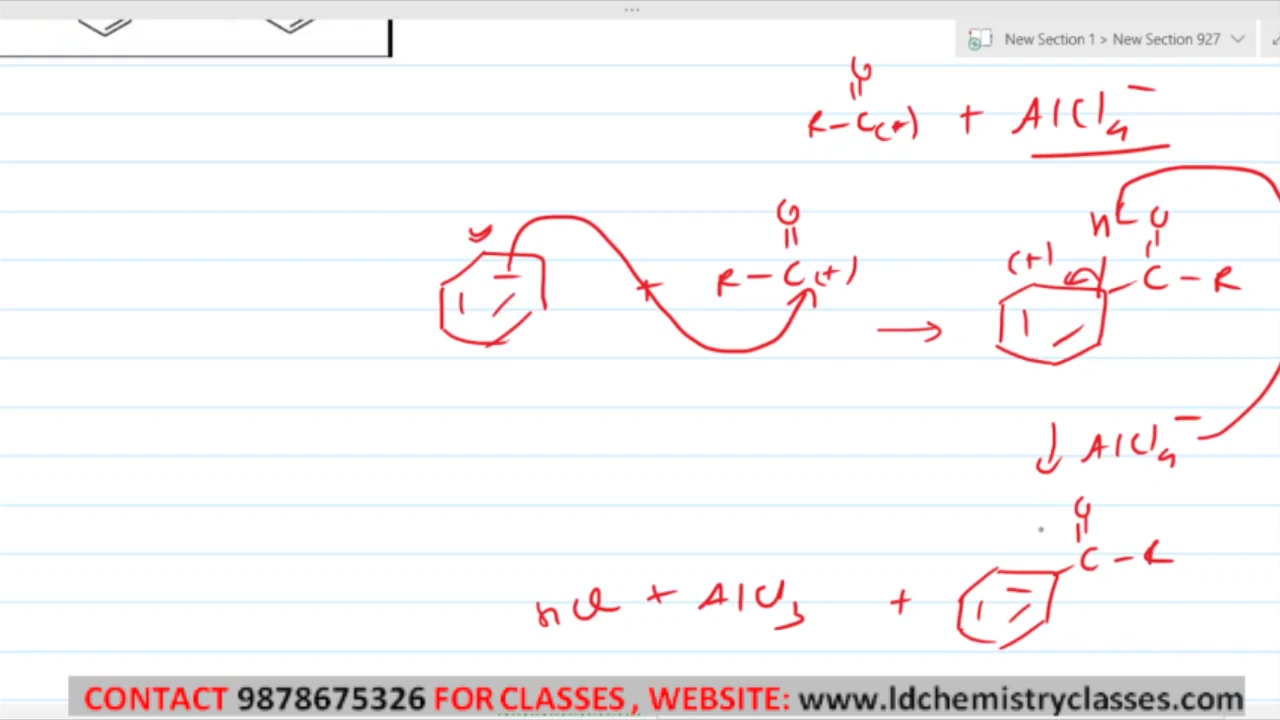 New Section 1 > New Section 927
O
R-C(+) + AlCl4-
O
R-C(+)
H O
(+) C-R
AlCl4-
O
C-R
HCl + AlCl3 +
CONTACT 9878675326 FOR CLASSES , WEBSITE: www.ldchemistryclasses.com